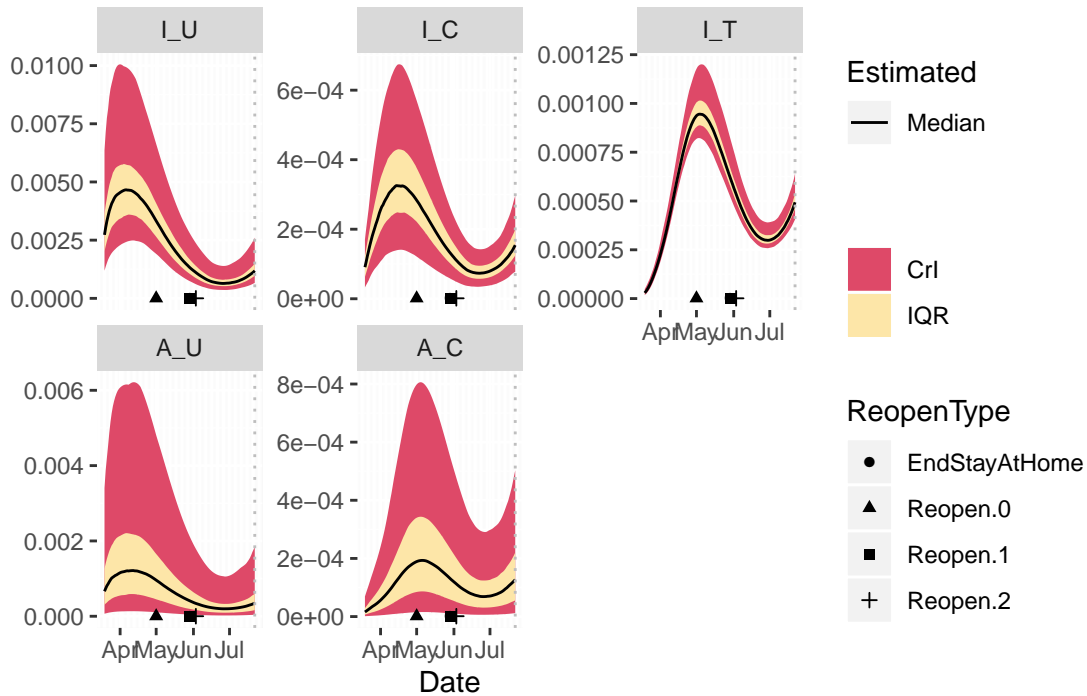 I_U
I_C
I_T
0.0100
0.0075
0.0050
0.0025
0.0000
6e−04
4e−04
2e−04
0e+00
0.00125
0.00100
0.00075
0.00050
0.00025
0.00000
Apr May Jun Jul
A_U
A_C
0.006
0.004
0.002
0.000
8e−04
6e−04
4e−04
2e−04
0e+00
Apr May Jun Jul
Apr May Jun Jul
Date
Estimated
Median
CrI
IQR
ReopenType
EndStayAtHome
Reopen.0
Reopen.1
Reopen.2